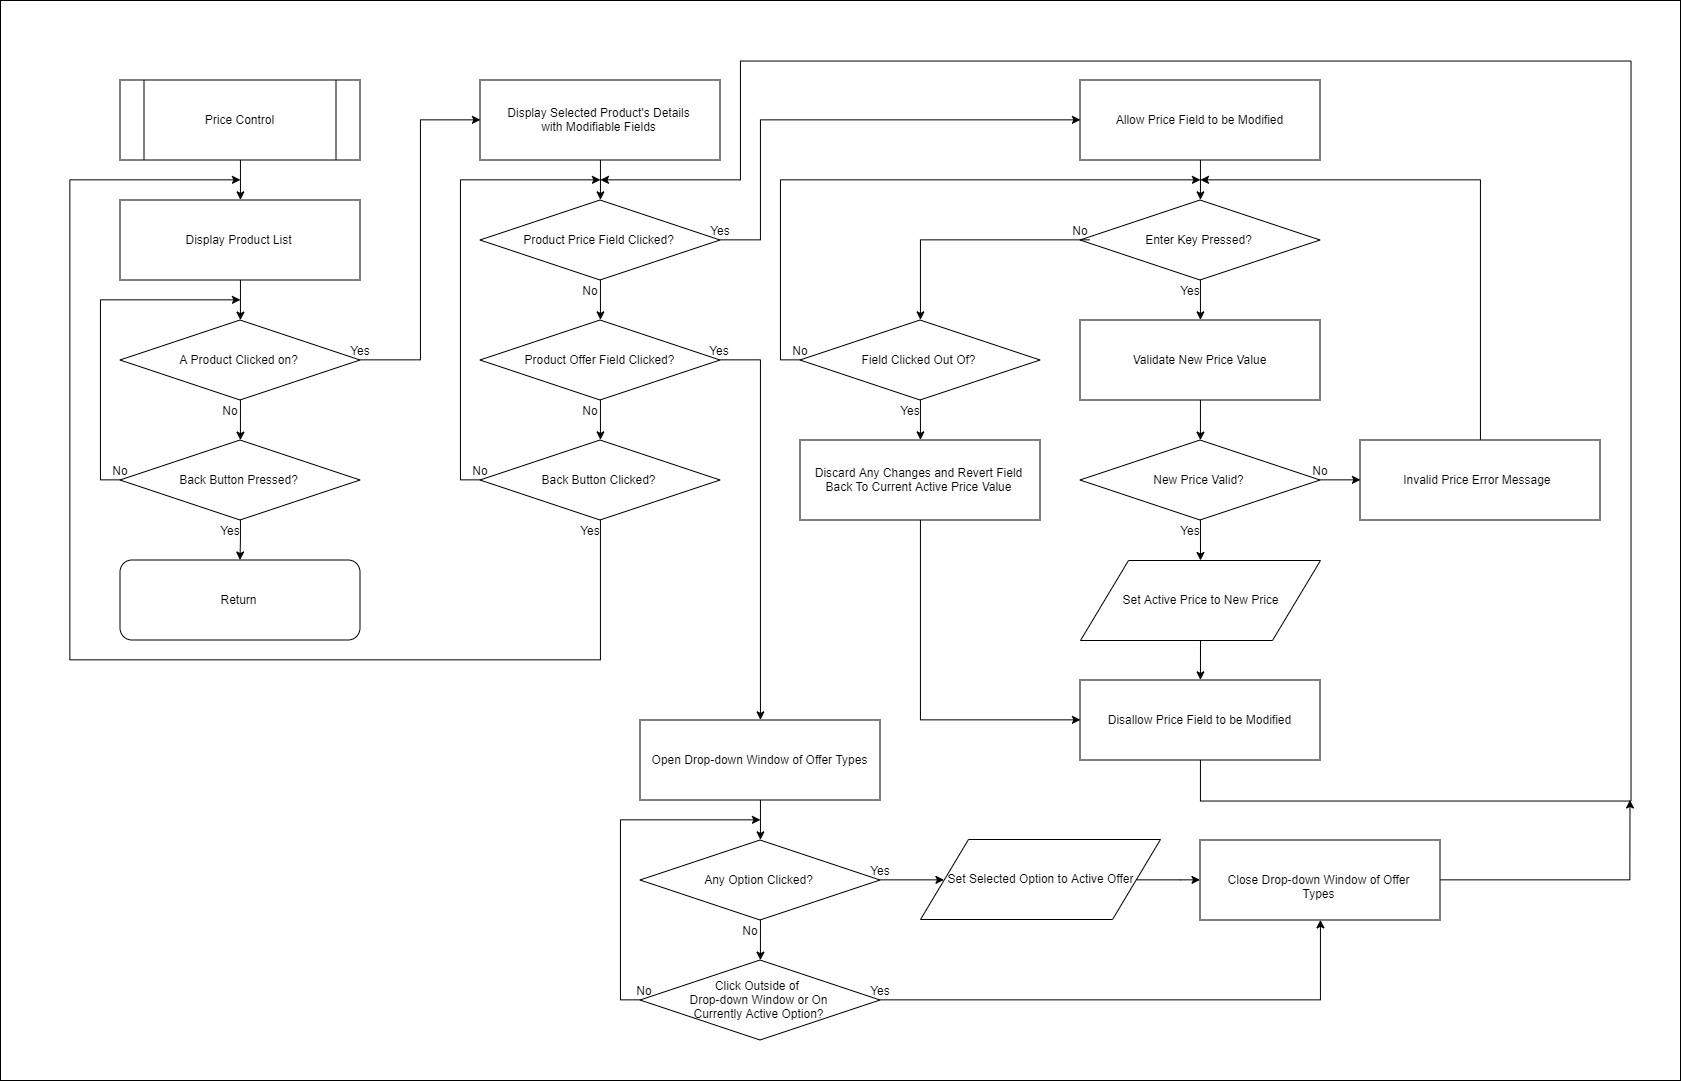 Price Control
Display Product List
A Product Clicked on?
Yes
No
Back Button Pressed?
No
Yes
Return
Display Selected Product's Details
with Modifiable Fields
Product Price Field Clicked?
Yes
No
Product Offer Field Clicked?
Yes
No
Back Button Clicked?
No
Yes
Allow Price Field to be Modified
Enter Key Pressed?
No
Yes
Field Clicked Out Of?
No
Yes
Discard Any Changes and Revert Field
Back To Current Active Price Value
Validate New Price Value
New Price Valid?
No
Yes
Invalid Price Error Message
Set Active Price to New Price
Disallow Price Field to be Modified
Open Drop-down Window of Offer Types
Any Option Clicked?
Yes
No
Set Selected Option to Active Offer
Close Drop-down Window of Offer
Types
Click Outside of
Drop-down Window or On
Currently Active Option?
No
Yes